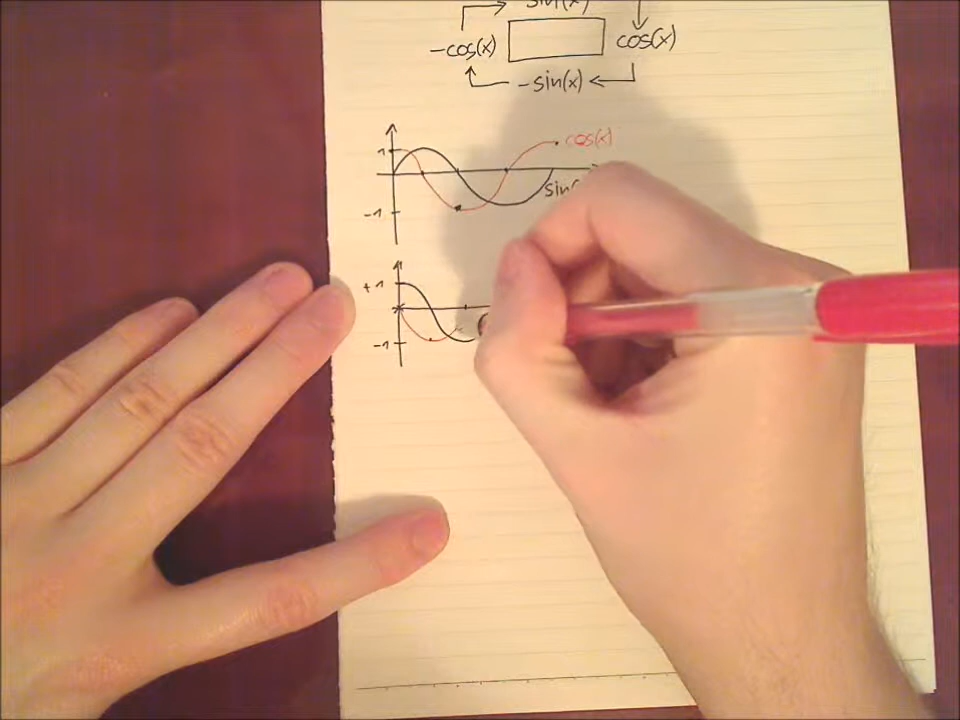 sin(x)
-cos(x) cos(x)
-sin(x)
1 cos(x)
-1
+1
-1